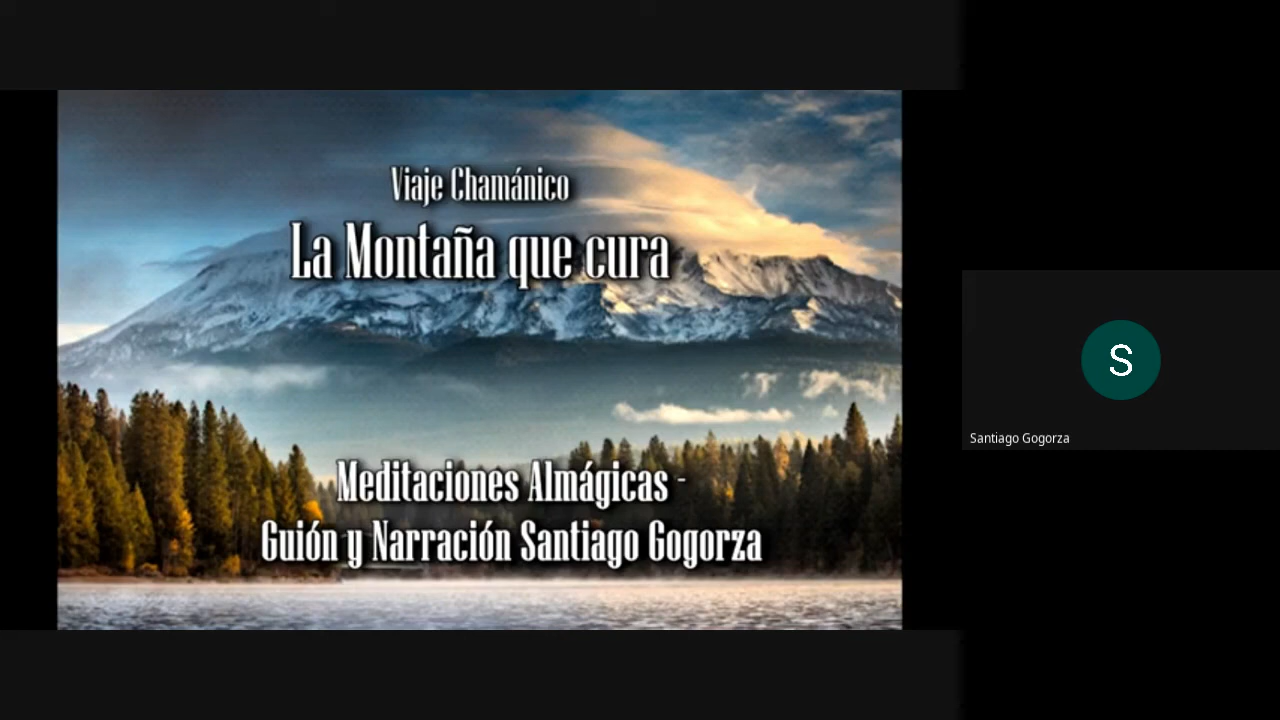 Viaje Chamánico
La Montaña que cura
Meditaciones Almágicas -
Guión y Narración Santiago Gogorza
S
Santiago Gogorza